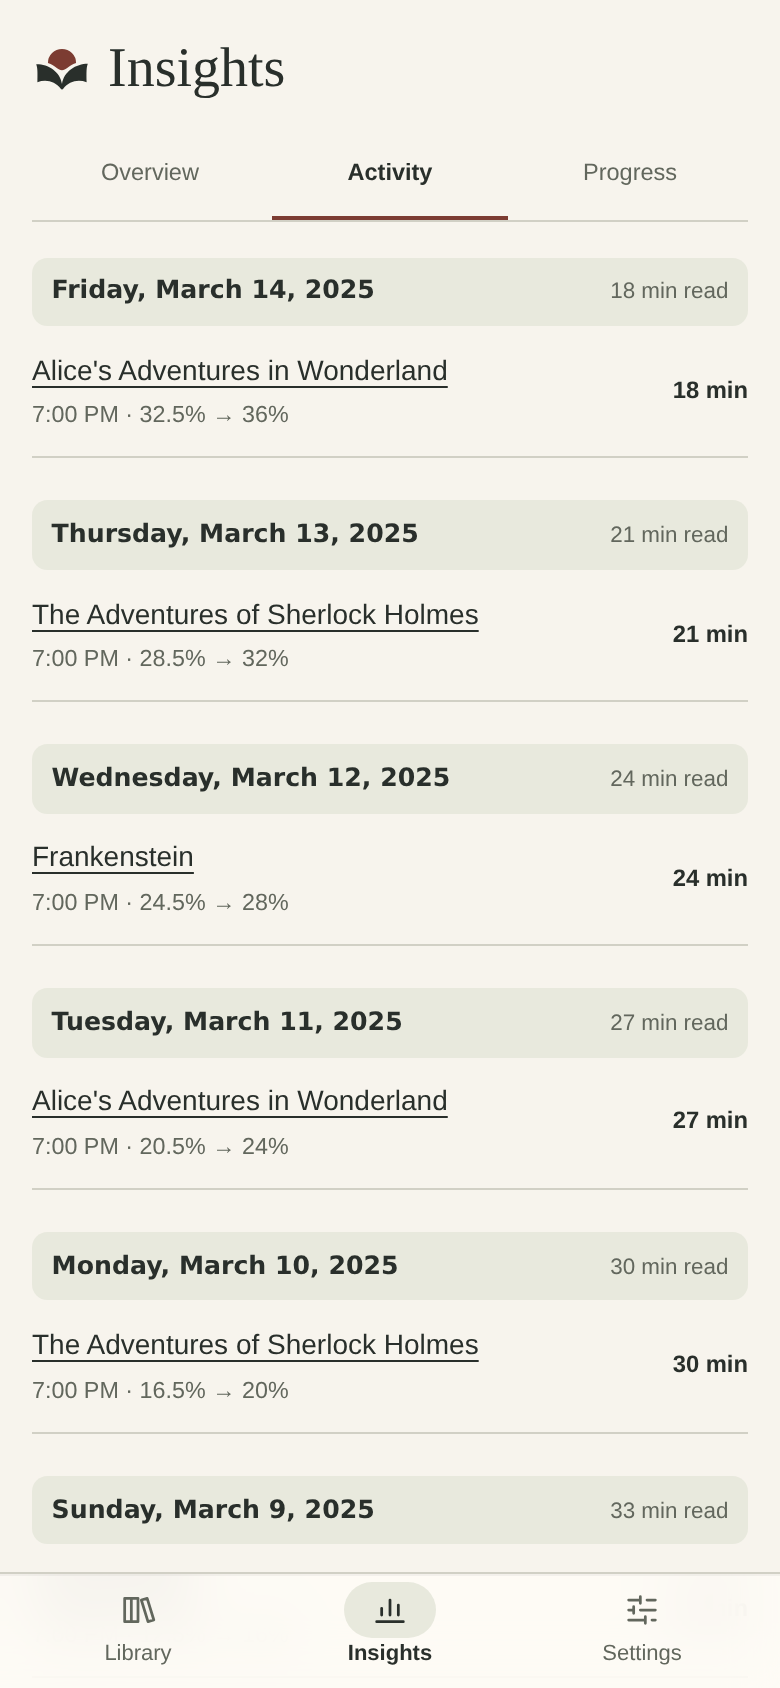 Insights
Overview Activity Progress
Friday, March 14, 2025 18 min read
Alice's Adventures in Wonderland
18 min
7:00 PM · 32.5% → 36%
Thursday, March 13, 2025 21 min read
The Adventures of Sherlock Holmes
21 min
7:00 PM · 28.5% → 32%
Wednesday, March 12, 2025 24 min read
Frankenstein
24 min
7:00 PM · 24.5% → 28%
Tuesday, March 11, 2025 27 min read
Alice's Adventures in Wonderland
27 min
7:00 PM · 20.5% → 24%
Monday, March 10, 2025 30 min read
The Adventures of Sherlock Holmes
30 min
7:00 PM · 16.5% → 20%
Sunday, March 9, 2025 33 min read
Library Insights Settings